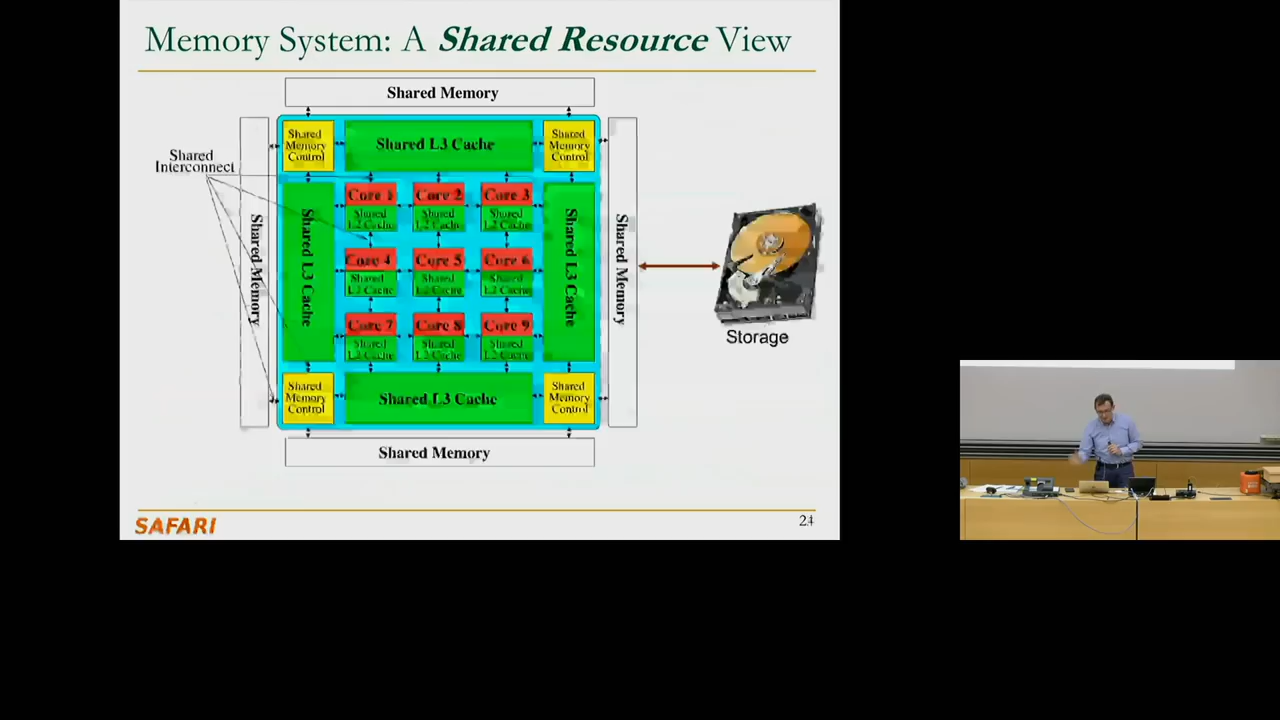 Memory System: A Shared Resource View
Shared Memory
Shared
Memory
Control
Shared L3 Cache
Shared
Memory
Control
Shared
Interconnect
Shared Memory
Shared L3 Cache
Core 1
Shared
L2 Cache
Core 2
Shared
L2 Cache
Core 3
Shared
L2 Cache
Core 4
Shared
L2 Cache
Core 5
Shared
L2 Cache
Core 6
Shared
L2 Cache
Core 7
Shared
L2 Cache
Core 8
Shared
L2 Cache
Core 9
Shared
L2 Cache
Shared L3 Cache
Shared Memory
Storage
Shared
Memory
Control
Shared L3 Cache
Shared
Memory
Control
Shared Memory
SAFARI
24